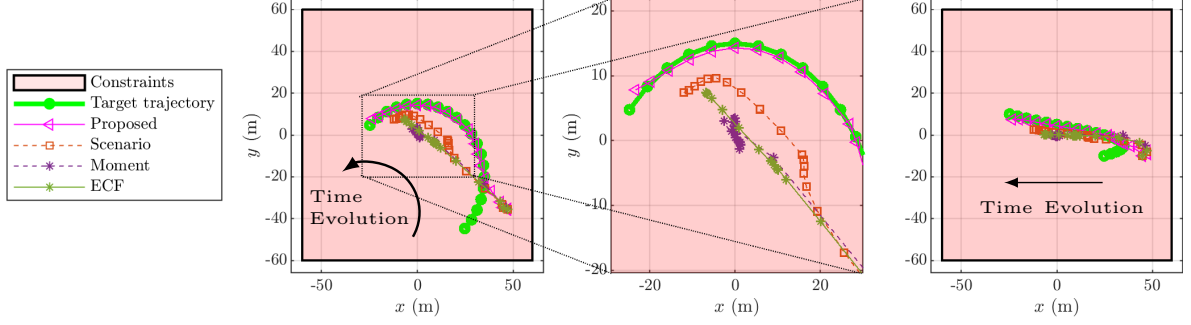 Constraints
Target trajectory
Proposed
Scenario
Moment
ECF
60
40
20
0
-20
-40
-60
y (m)
-50
0
50
x (m)
Time
Evolution
20
10
0
-10
-20
y (m)
-20
0
20
x (m)
60
40
20
0
-20
-40
-60
y (m)
-50
0
50
x (m)
Time Evolution